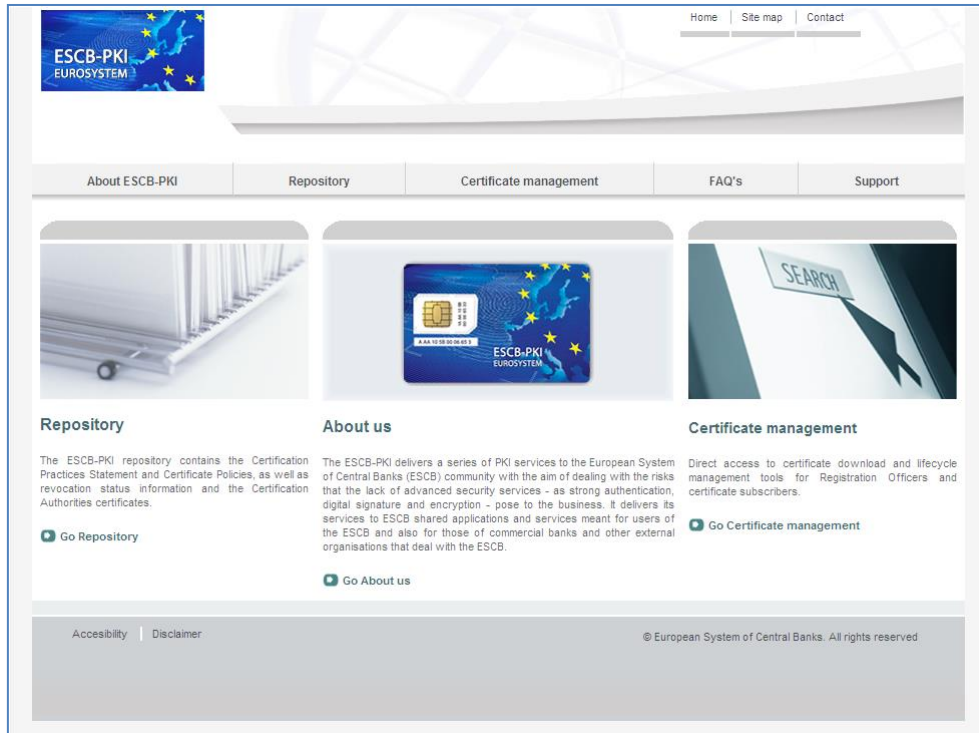 ESCB-PKI
EUROSYSTEM
Home
Site map
Contact
About ESCB-PKI
Repository
Certificate management
FAQ's
Support
SEARCH
A AA 10 58 00 06 65 5
ESCB-PKI
EUROSYSTEM
Repository
The ESCB-PKI repository contains the Certification
Practices Statement and Certificate Policies, as well as
revocation status information and the Certification
Authorities certificates.
Go Repository
About us
The ESCB-PKI delivers a series of PKI services to the European System
of Central Banks (ESCB) community with the aim of dealing with the risks
that the lack of advanced security services - as strong authentication,
digital signature and encryption - pose to the business. It delivers its
services to ESCB shared applications and services meant for users of
the ESCB and also for those of commercial banks and other external
organisations that deal with the ESCB.
Go About us
Certificate management
Direct access to certificate download and lifecycle
management tools for Registration Officers and
certificate subscribers.
Go Certificate management
Accesibility
Disclaimer
© European System of Central Banks. All rights reserved